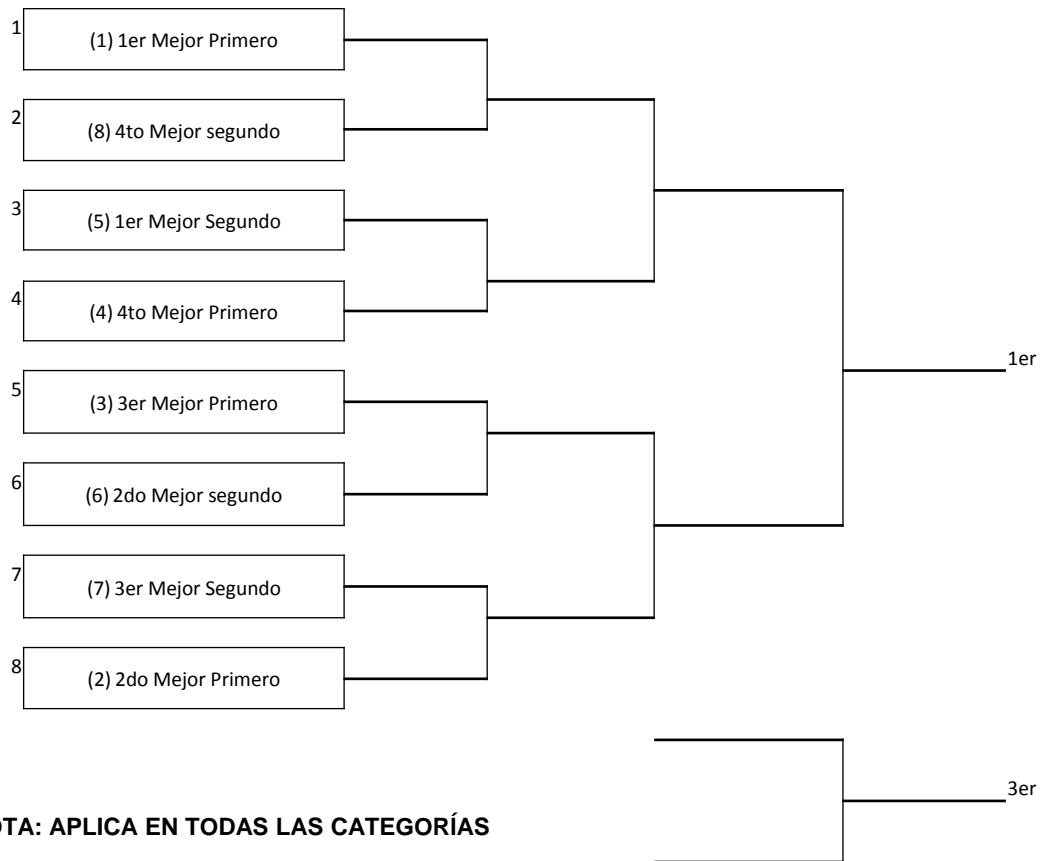 1
(1) 1er Mejor Primero
2
(8) 4to Mejor segundo
3
(5) 1er Mejor Segundo
4
(4) 4to Mejor Primero
5
(3) 3er Mejor Primero
6
(6) 2do Mejor segundo
7
(7) 3er Mejor Segundo
8
(2) 2do Mejor Primero
1er
3er
OTA: APLICA EN TODAS LAS CATEGORÍAS